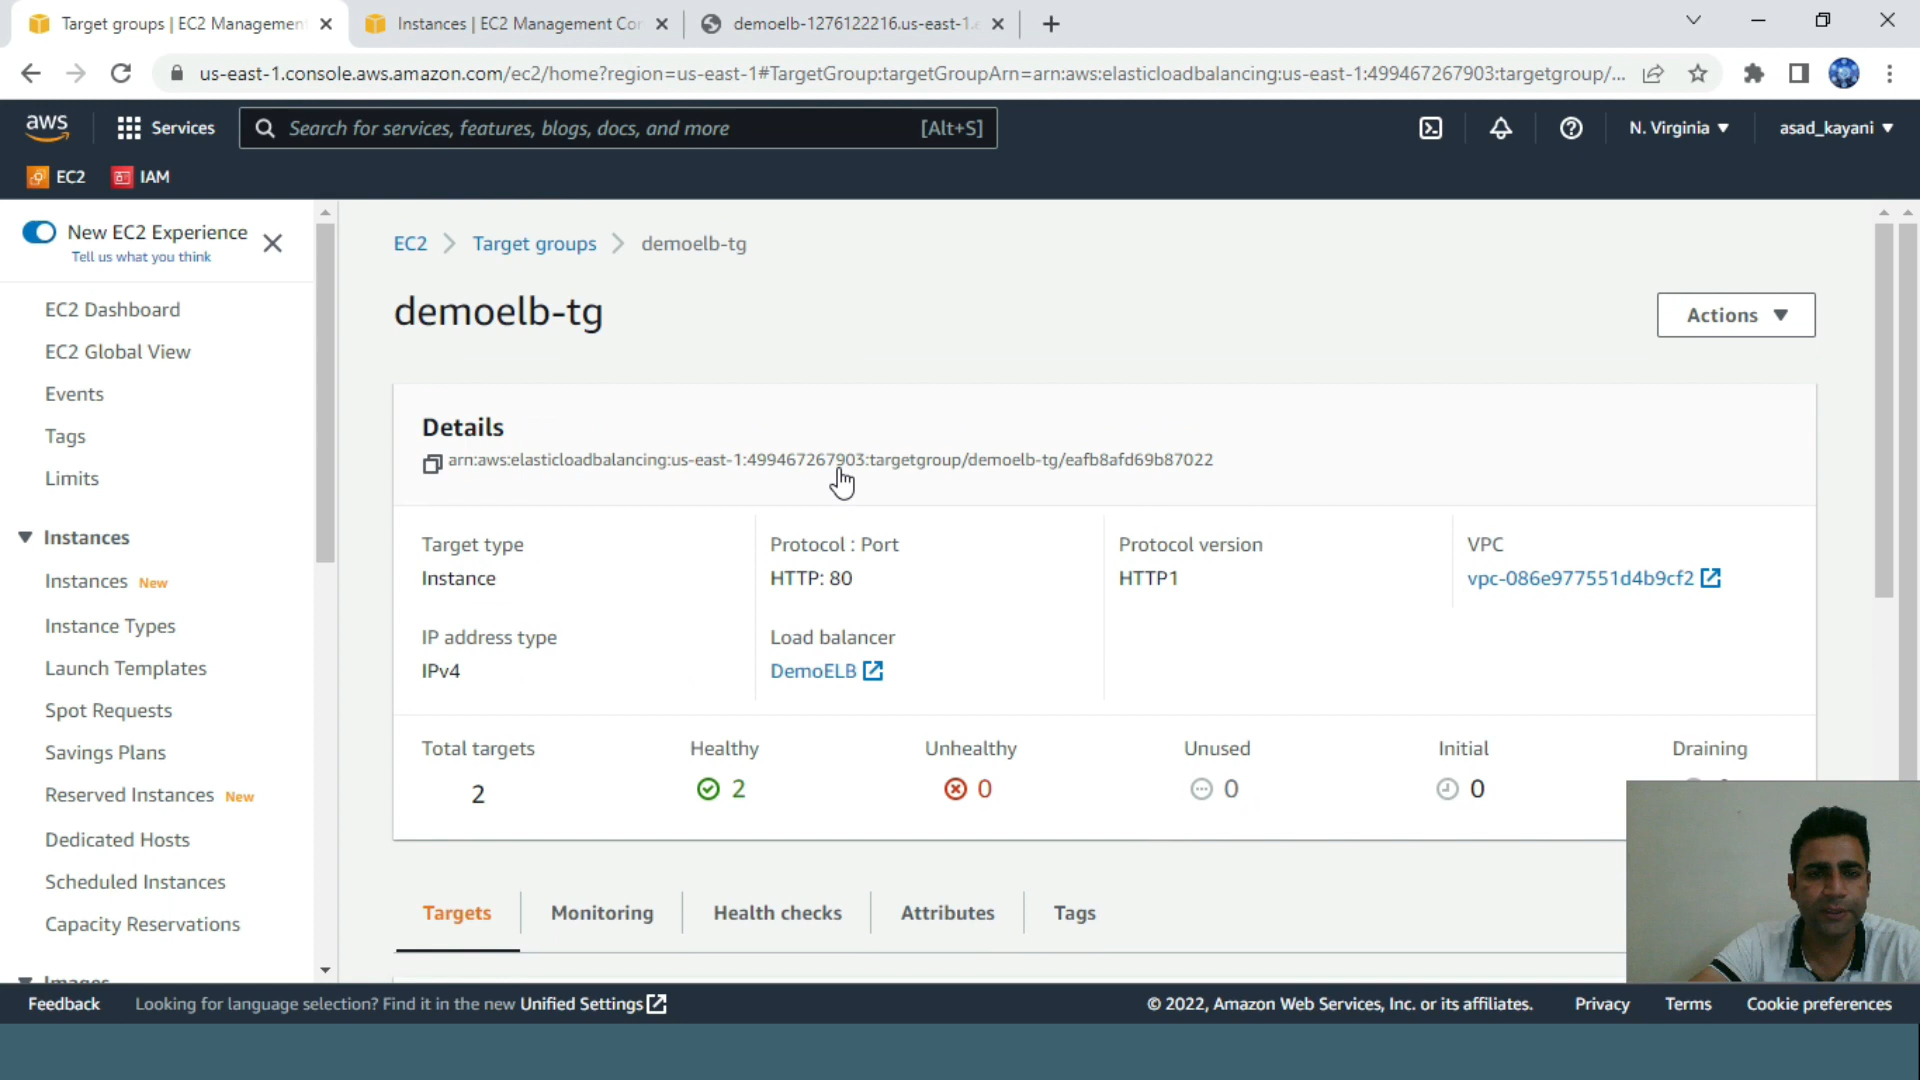 Target groups | EC2 Managemen
Instances | EC2 Management Con
demoelb-1276122216.us-east-1.e
us-east-1.console.aws.amazon.com/ec2/home?region=us-east-1#TargetGroup:targetGroupArn=arn:aws:elasticloadbalancing:us-east-1:499467267903:targetgroup/...
aws
Services
Search for services, features, blogs, docs, and more
[Alt+S]
N. Virginia
asad_kayani
EC2
IAM
New EC2 Experience
Tell us what you think
EC2 Dashboard
EC2 Global View
Events
Tags
Limits
Instances
Instances New
Instance Types
Launch Templates
Spot Requests
Savings Plans
Reserved Instances New
Dedicated Hosts
Scheduled Instances
Capacity Reservations
Images
EC2 > Target groups > demoelb-tg
demoelb-tg
Actions
Details
arn:aws:elasticloadbalancing:us-east-1:499467267903:targetgroup/demoelb-tg/eafb8afd69b87022
Target type
Instance
Protocol : Port
HTTP: 80
Protocol version
HTTP1
VPC
vpc-086e977551d4b9cf2
IP address type
IPv4
Load balancer
DemoELB
Total targets
2
Healthy
2
Unhealthy
0
Unused
0
Initial
0
Draining
Targets
Monitoring
Health checks
Attributes
Tags
Feedback
Looking for language selection? Find it in the new Unified Settings
© 2022, Amazon Web Services, Inc. or its affiliates.
Privacy
Terms
Cookie preferences